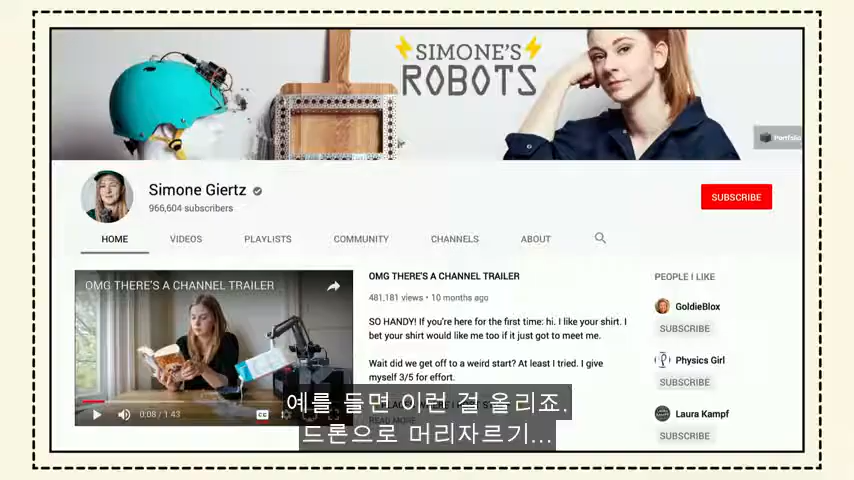 SIMONE'S
ROBOTS
Portfolio
Simone Giertz
966,604 subscribers
SUBSCRIBE
HOME
VIDEOS
PLAYLISTS
COMMUNITY
CHANNELS
ABOUT
OMG THERE'S A CHANNEL TRAILER
0:08 / 1:43
CC
OMG THERE'S A CHANNEL TRAILER
481,181 views • 10 months ago
SO HANDY! If you're here for the first time: hi. I like your shirt. I
bet your shirt would like me too if it just got to meet me.
Wait did we get off to a weird start? At least I tried. I give
myself 3/5 for effort.
READ MORE
PEOPLE I LIKE
GoldieBlox
SUBSCRIBE
Physics Girl
SUBSCRIBE
Laura Kampf
SUBSCRIBE
예를 들면 이런 걸 올리죠.
드론으로 머리자르기...